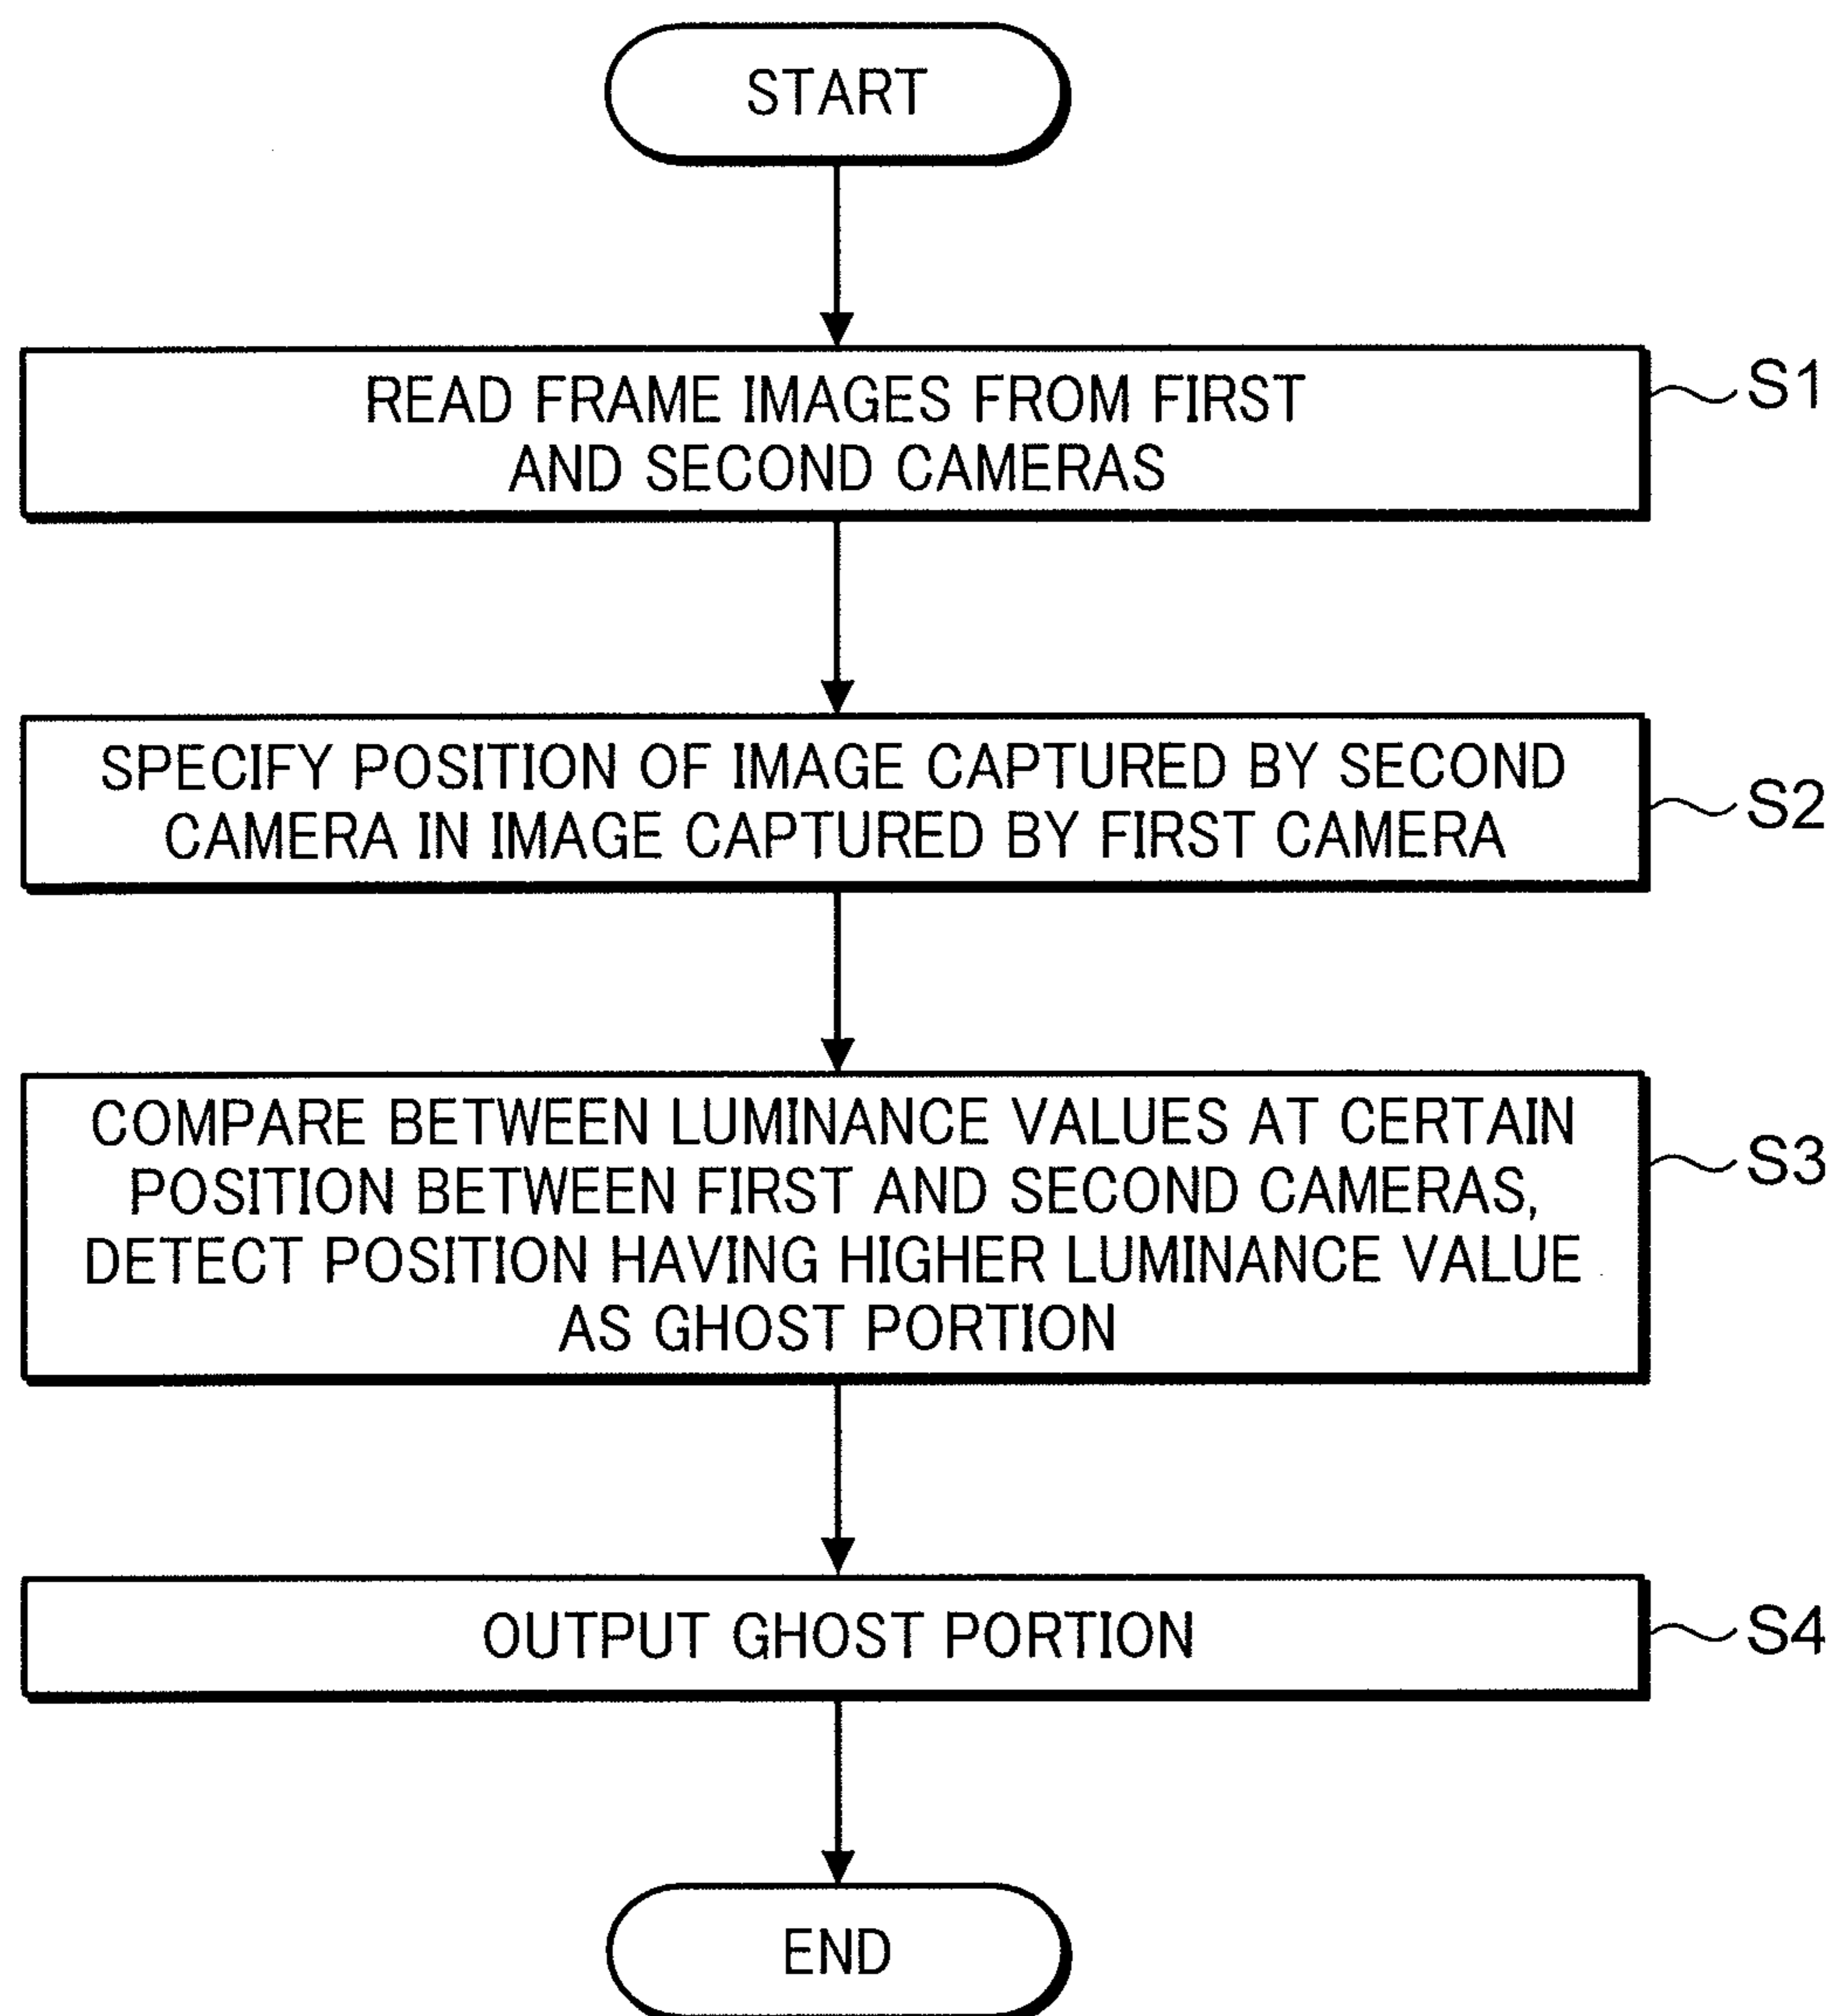 START
READ FRAME IMAGES FROM FIRST
AND SECOND CAMERAS
S1
SPECIFY POSITION OF IMAGE CAPTURED BY SECOND
CAMERA IN IMAGE CAPTURED BY FIRST CAMERA
S2
COMPARE BETWEEN LUMINANCE VALUES AT CERTAIN
POSITION BETWEEN FIRST AND SECOND CAMERAS,
DETECT POSITION HAVING HIGHER LUMINANCE VALUE
AS GHOST PORTION
S3
OUTPUT GHOST PORTION
S4
END